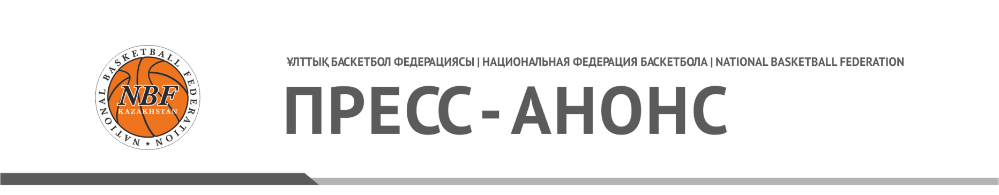 NATIONAL BASKETBALL FEDERATION
NBF
KAZAKHSTAN
ҰЛТТЫҚ БАСКЕТБОЛ ФЕДЕРАЦИЯСЫ | НАЦИОНАЛЬНАЯ ФЕДЕРАЦИЯ БАСКЕТБОЛА | NATIONAL BASKETBALL FEDERATION
ПРЕСС - АНОНС